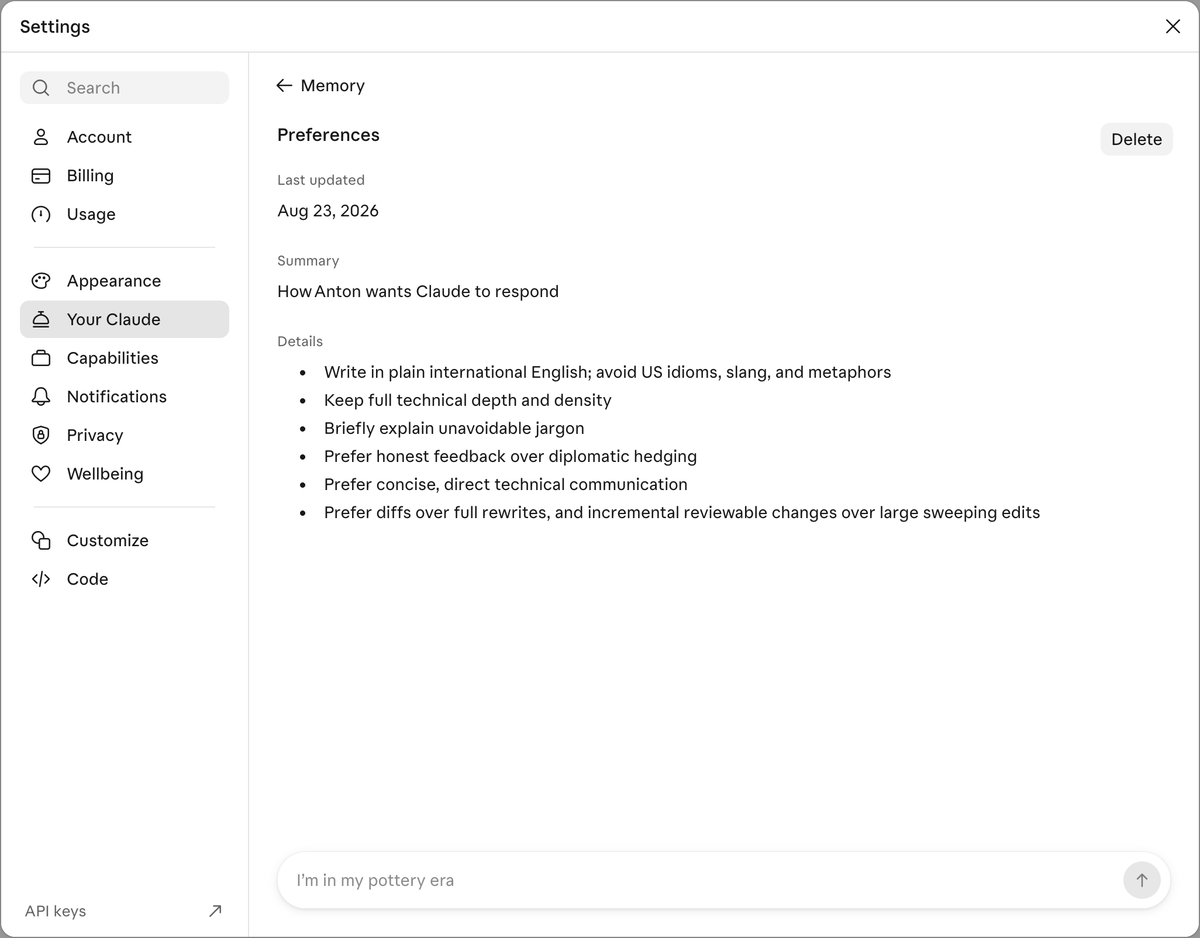 Settings
Search
Account
Billing
Usage
Appearance
Your Claude
Capabilities
Notifications
Privacy
Wellbeing
Customize
Code
API keys
Memory
Preferences
Delete
Last updated
Aug 23, 2026
Summary
How Anton wants Claude to respond
Details
• Write in plain international English; avoid US idioms, slang, and metaphors
• Keep full technical depth and density
• Briefly explain unavoidable jargon
• Prefer honest feedback over diplomatic hedging
• Prefer concise, direct technical communication
• Prefer diffs over full rewrites, and incremental reviewable changes over large sweeping edits
I’m in my pottery era